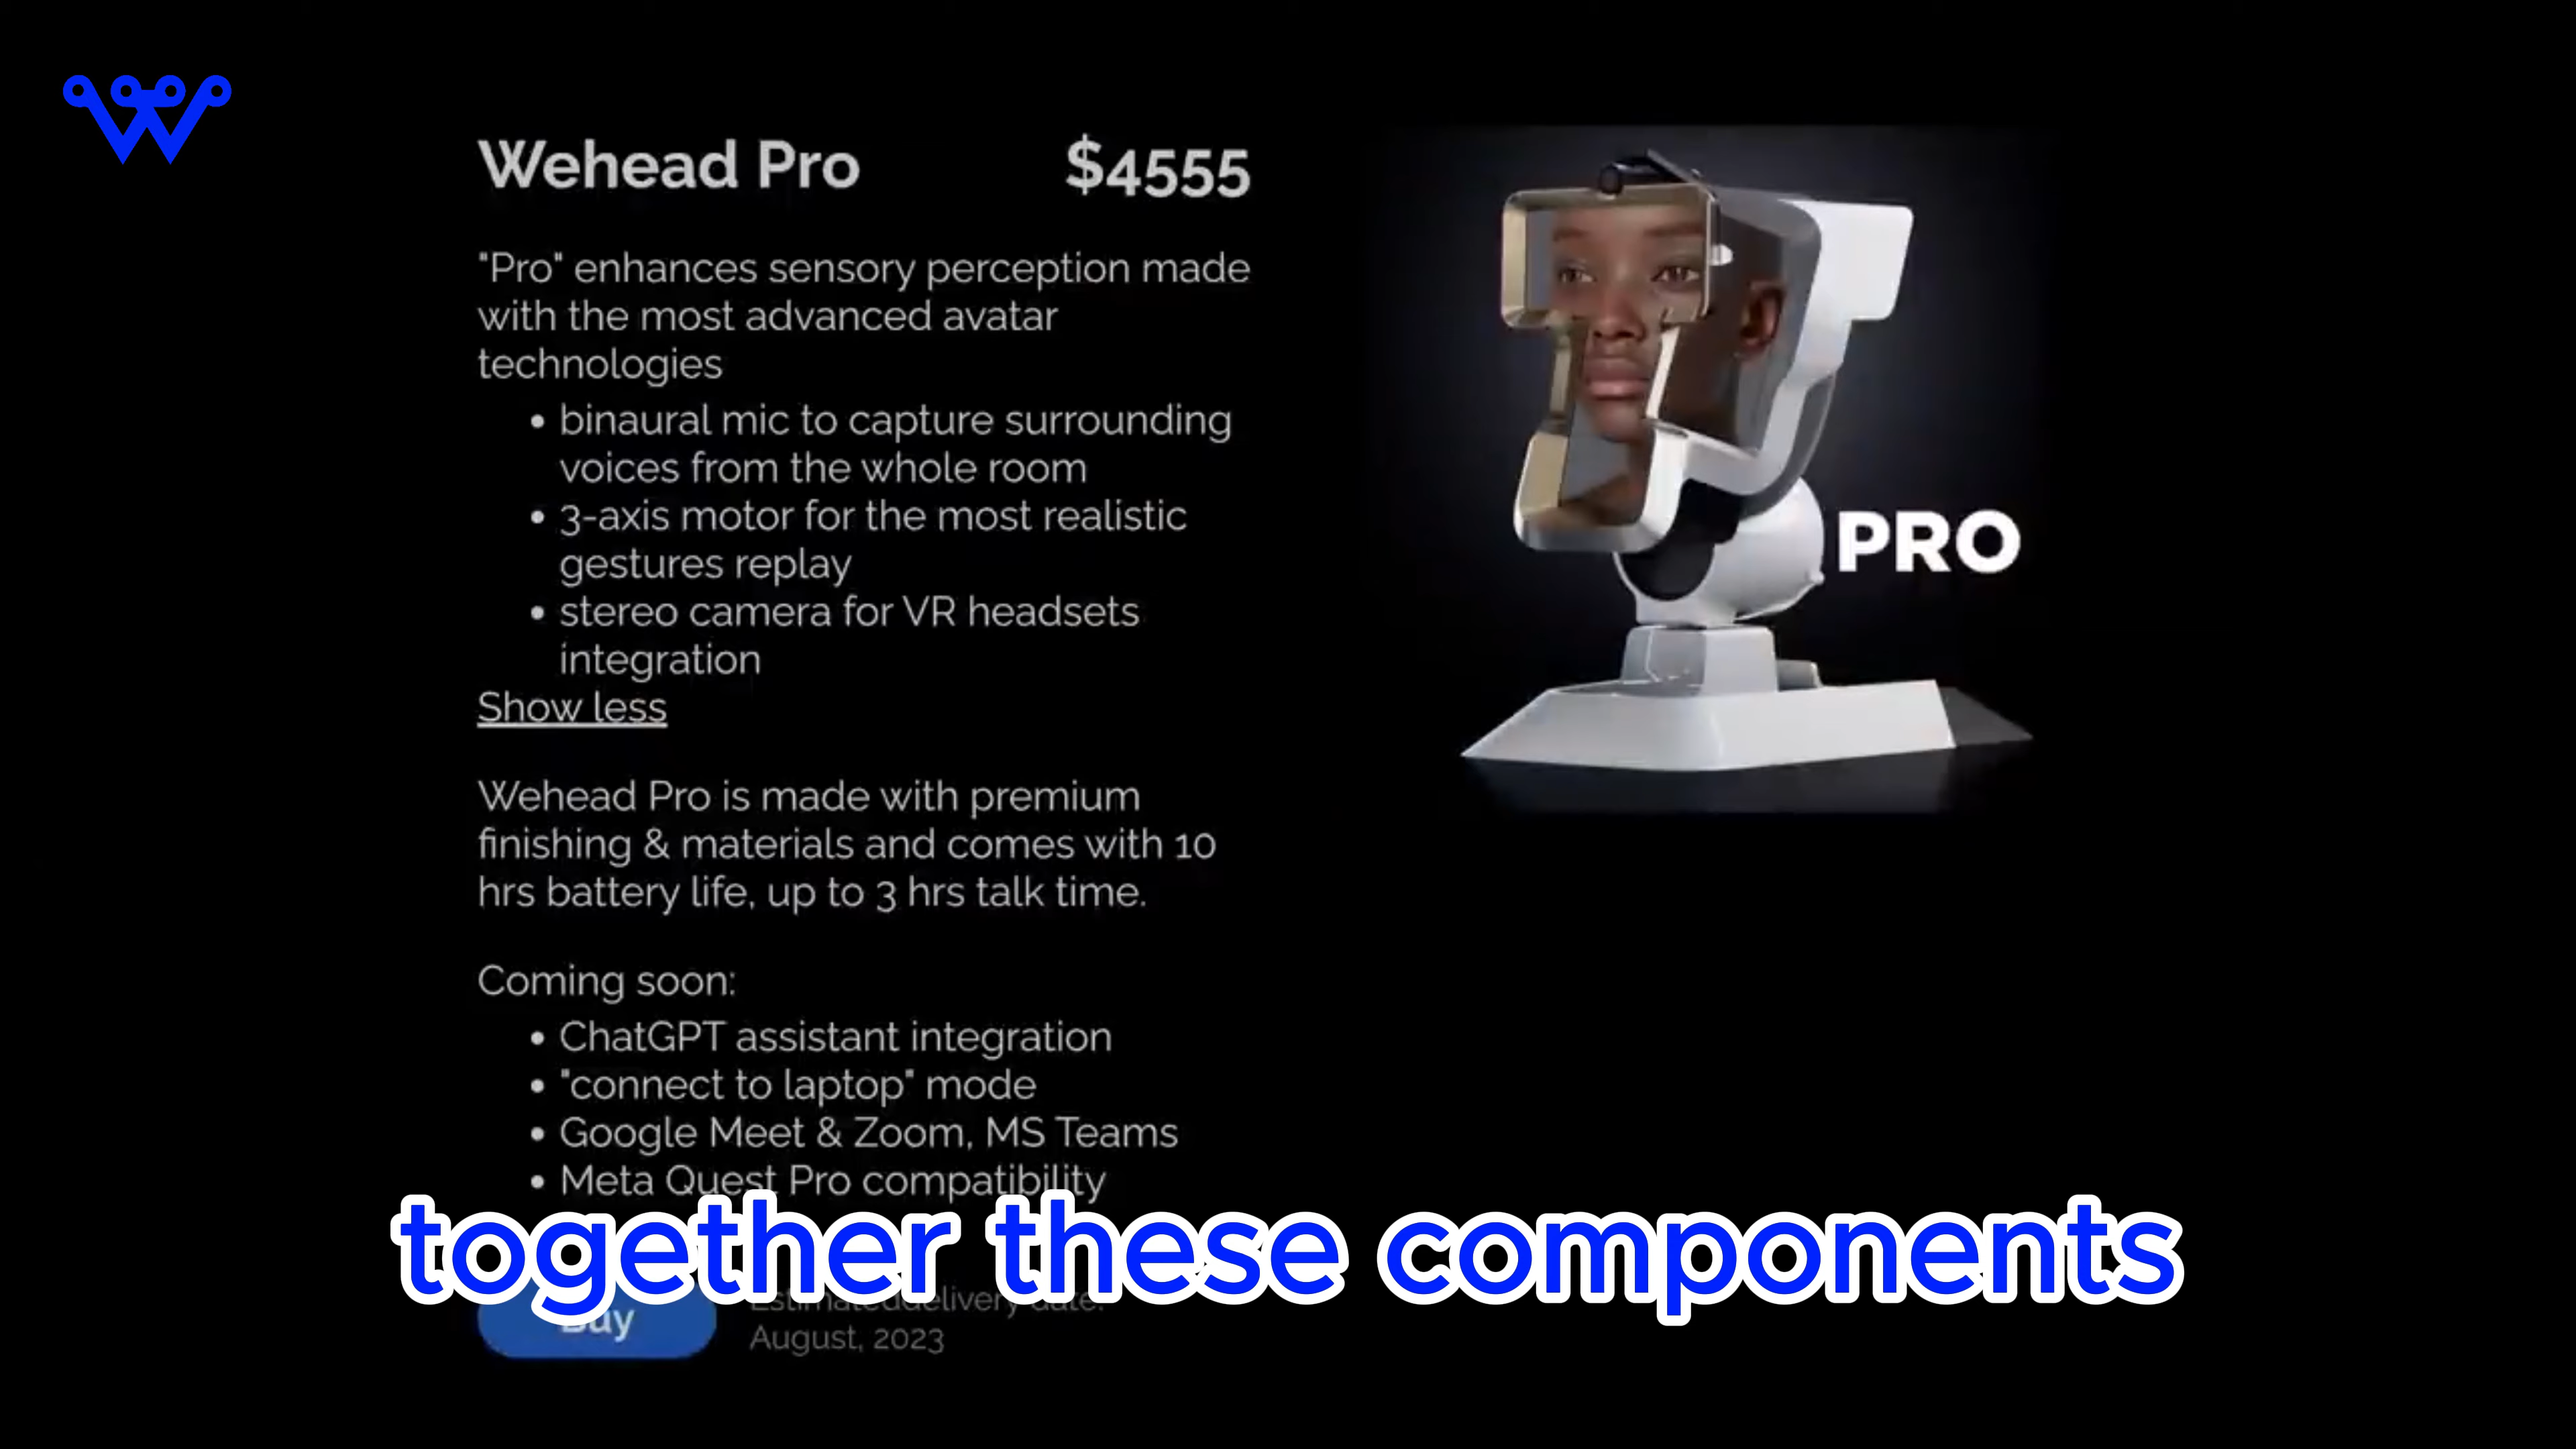 Wehead Pro $4555
"Pro" enhances sensory perception made
with the most advanced avatar
technologies
• binaural mic to capture surrounding
voices from the whole room
• 3-axis motor for the most realistic
gestures replay
• stereo camera for VR headsets
integration
Show less
PRO
Wehead Pro is made with premium
finishing & materials and comes with 10
hrs battery life, up to 3 hrs talk time.
Coming soon:
• ChatGPT assistant integration
• "connect to laptop" mode
• Google Meet & Zoom, MS Teams
• Meta Quest Pro compatibility
together these components
Buy
Estimated delivery date:
August, 2023